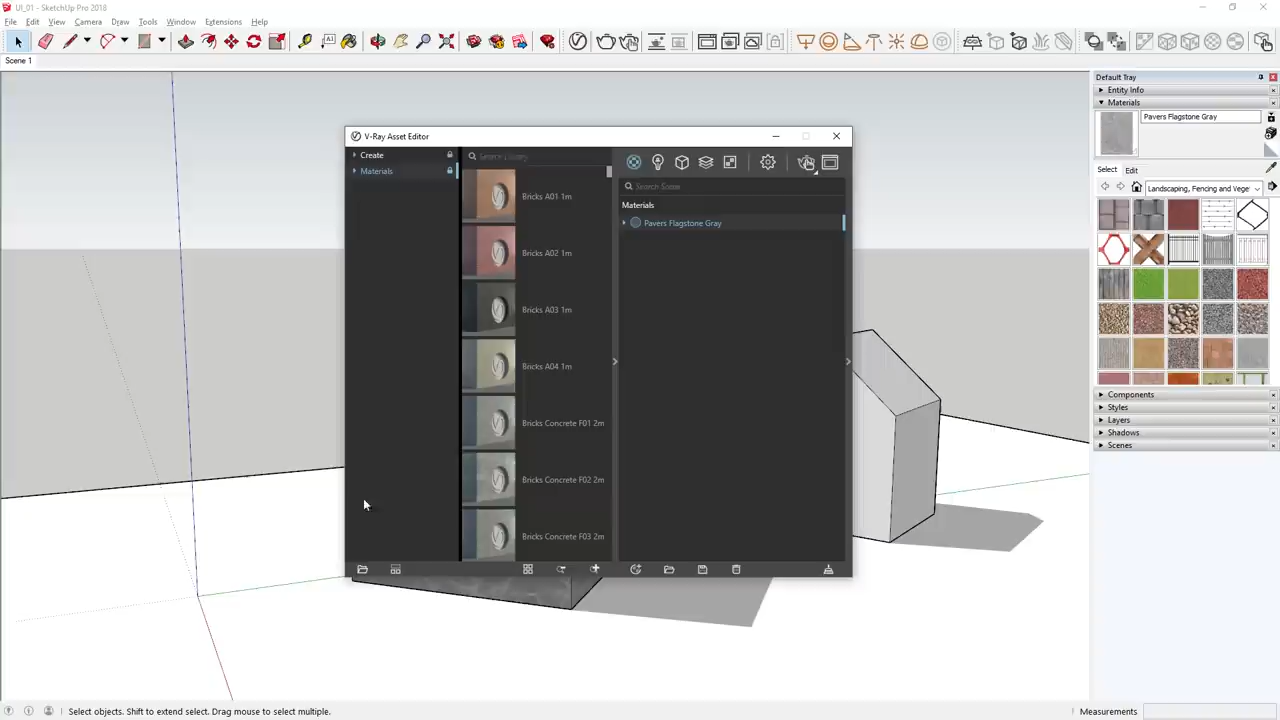 UI_01 - SketchUp Pro 2018
File Edit View Camera Draw Tools Window Extensions Help
Scene 1
Default Tray
Entity Info
Materials
Pavers Flagstone Gray
Select Edit
Landscaping, Fencing and Vege
Components
Styles
Layers
Shadows
Scenes
V-Ray Asset Editor
Create
Materials
Search Library
Bricks A01 1m
Bricks A02 1m
Bricks A03 1m
Bricks A04 1m
Bricks Concrete F01 2m
Bricks Concrete F02 2m
Bricks Concrete F03 2m
Search Scene
Materials
Pavers Flagstone Gray
Select objects. Shift to extend select. Drag mouse to select multiple.
Measurements